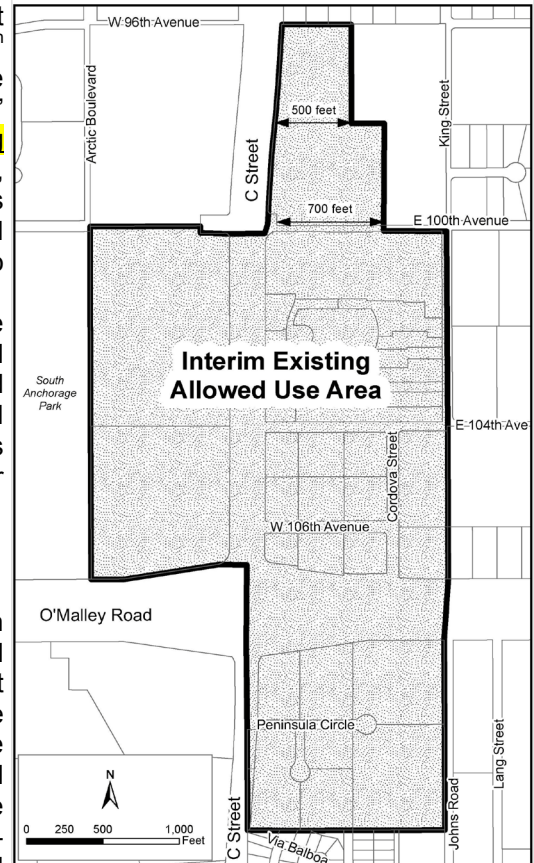 W 96th Avenue
Arctic Boulevard
C Street
500 feet
King Street
700 feet
E 100th Avenue
Interim Existing
Allowed Use Area
South
Anchorage
Park
E 104th Ave
Cordova Street
W 106th Avenue
O'Malley Road
Peninsula Circle
Lang Street
Johns Road
C Street
Via Balboa
N
0 250 500 1,000
Feet